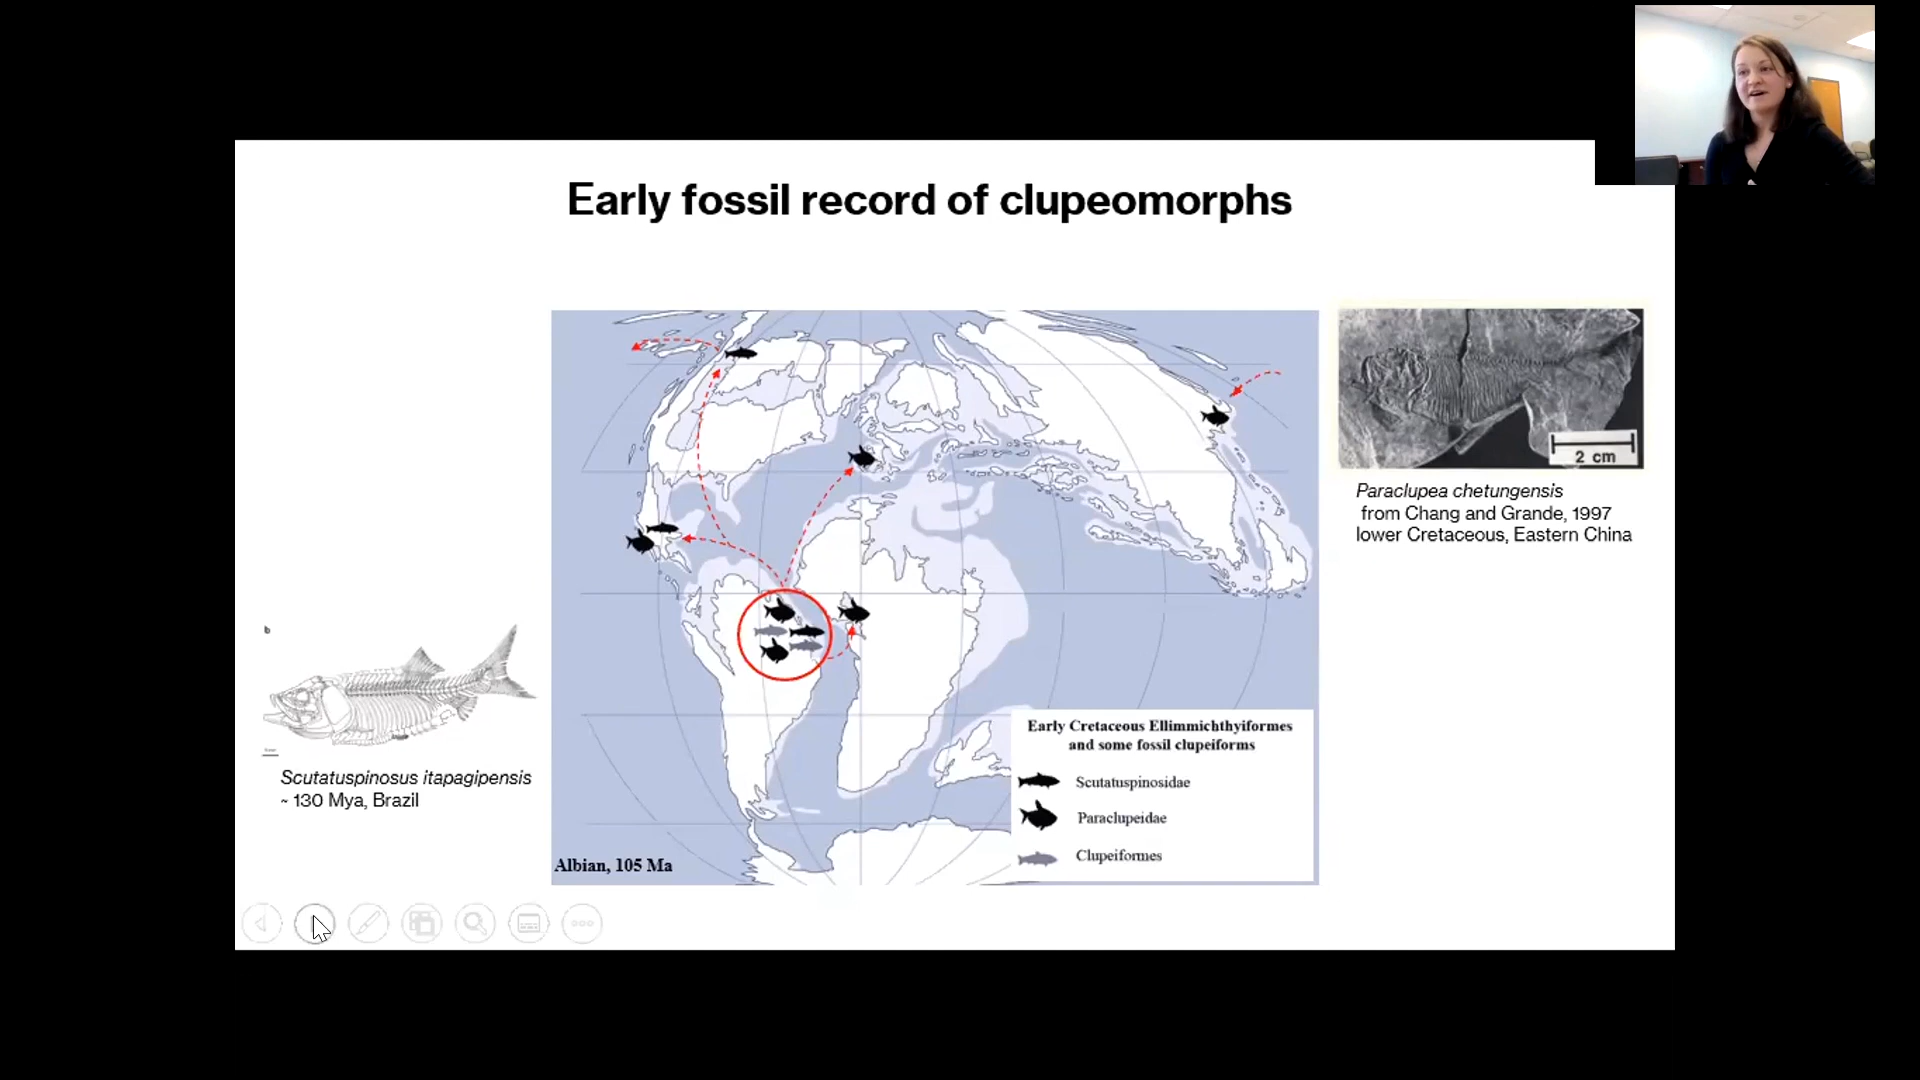 Early fossil record of clupeomorphs
2 cm
Paraclupea chetungensis
from Chang and Grande, 1997
lower Cretaceous, Eastern China
b
Scutatuspinosus itapagipensis
~ 130 Mya, Brazil
Early Cretaceous Ellimmichthyiformes
and some fossil clupeiforms
Scutatuspinosidae
Paraclupeidae
Clupeiformes
Albian, 105 Ma